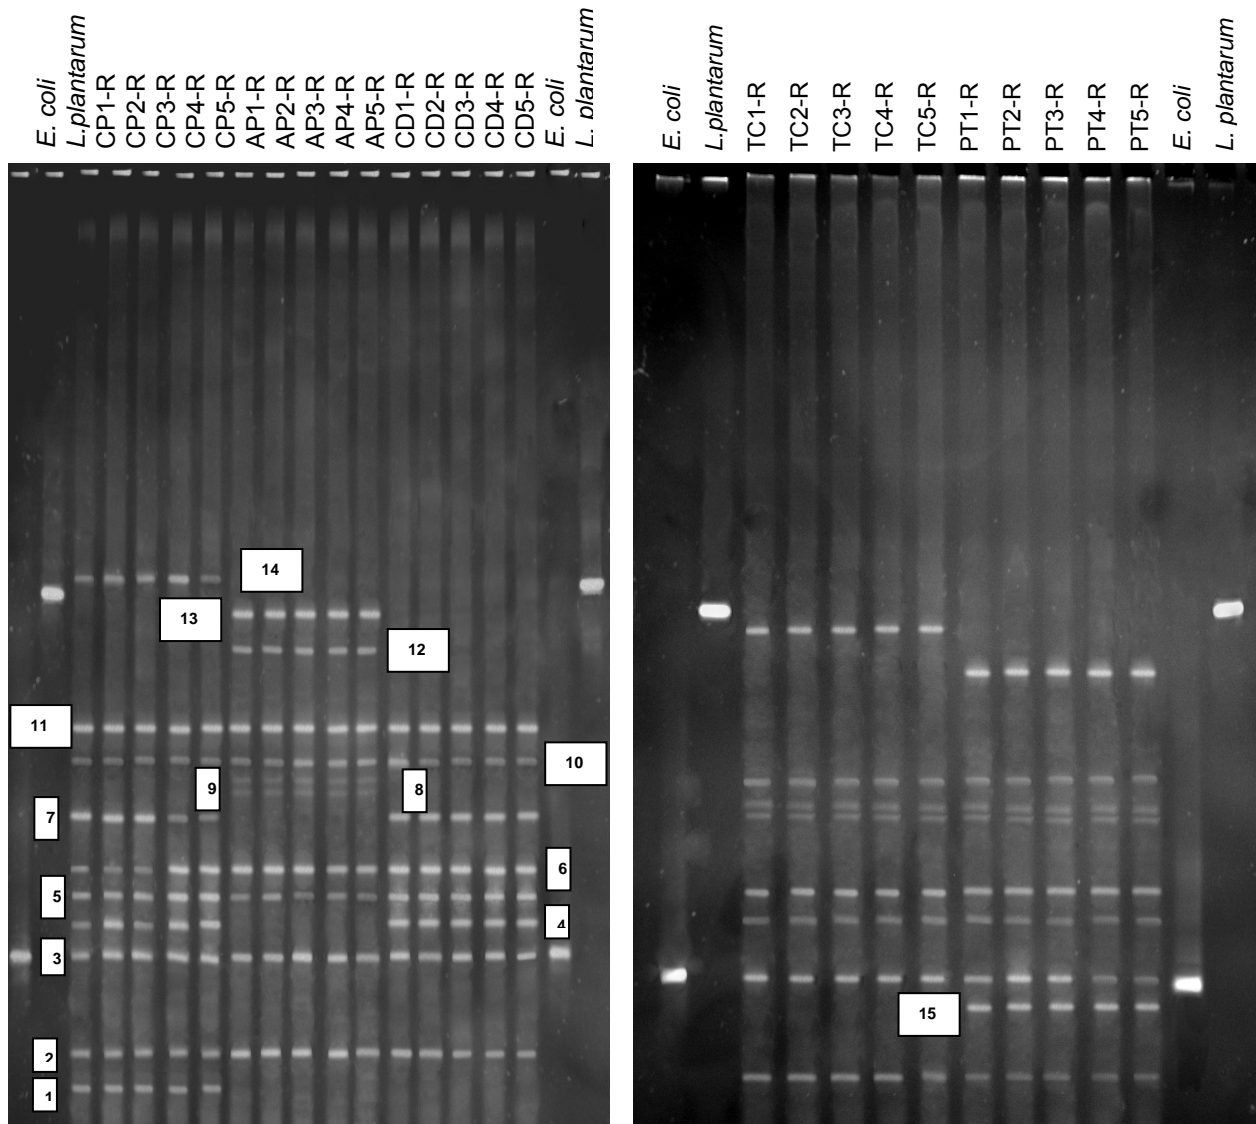 E. coli
L.plantarum
CP1-R
CP2-R
CP3-R
CP4-R
CP5-R
AP1-R
AP2-R
AP3-R
AP4-R
AP5-R
CD1-R
CD2-R
CD3-R
CD4-R
CD5-R
E. coli
L. plantarum
E. coli
L.plantarum
TC1-R
TC2-R
TC3-R
TC4-R
TC5-R
PT1-R
PT2-R
PT3-R
PT4-R
PT5-R
E. coli
L. plantarum
14
13
12
11
10
9
8
7
6
5
4
3
2
1
15